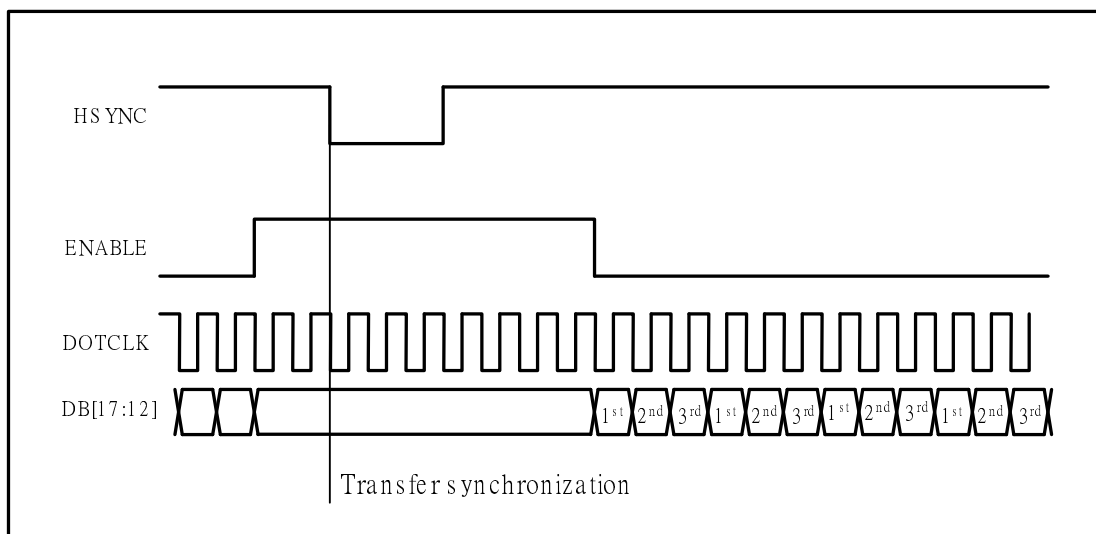 HSYNC
ENABLE
DOTCLK
DB[17:12]
1st 2nd 3rd 1st 2nd 3rd 1st 2nd 3rd 1st 2nd 3rd
Transfer synchronization